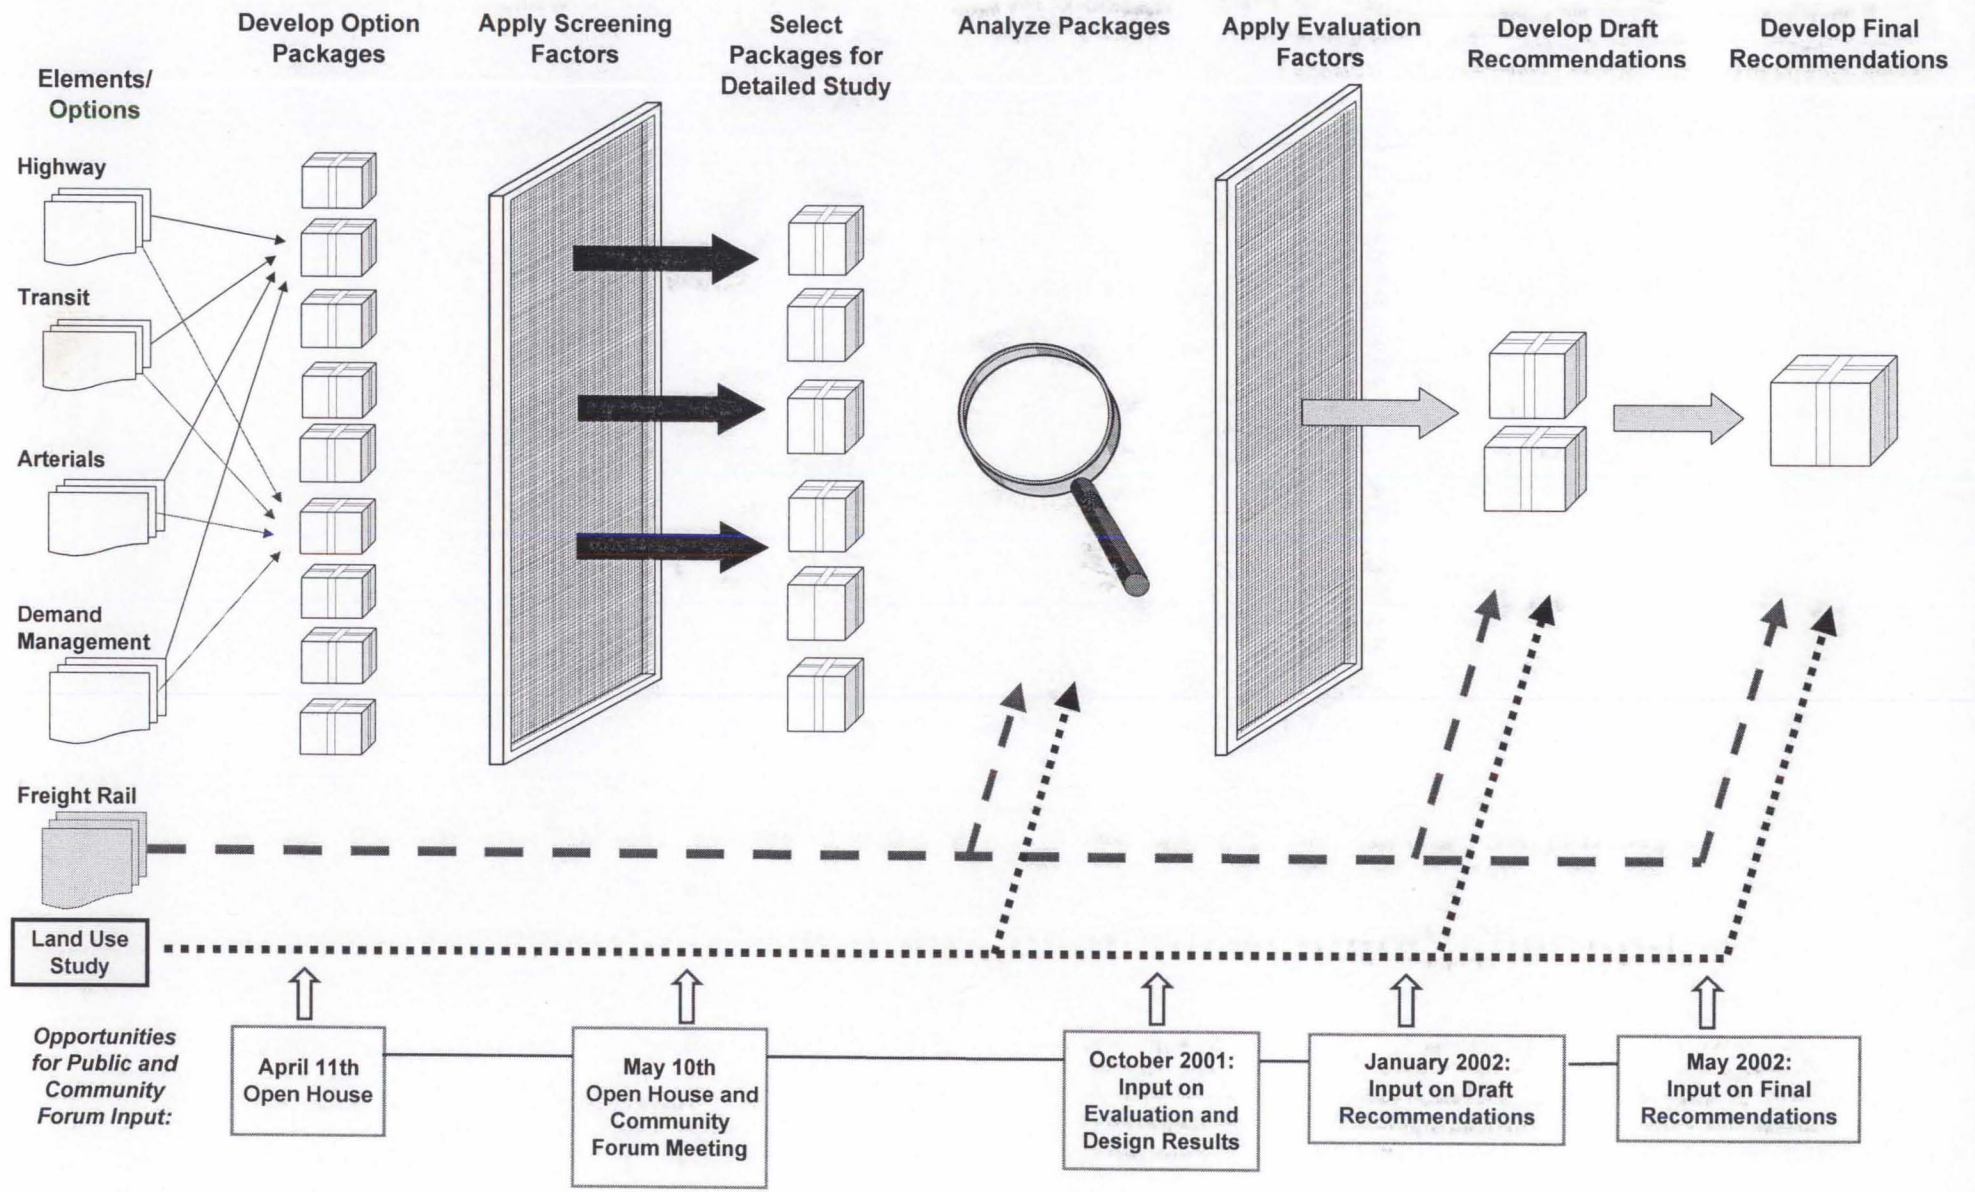 Develop Option
Packages
Apply Screening
Factors
Select
Packages for
Detailed Study
Analyze Packages
Apply Evaluation
Factors
Develop Draft
Recommendations
Develop Final
Recommendations
Elements/
Options
Highway
Transit
Arterials
Demand
Management
Freight Rail
Land Use
Study
Opportunities
for Public and
Community
Forum Input:
April 11th
Open House
May 10th
Open House and
Community
Forum Meeting
October 2001:
Input on
Evaluation and
Design Results
January 2002:
Input on Draft
Recommendations
May 2002:
Input on Final
Recommendations